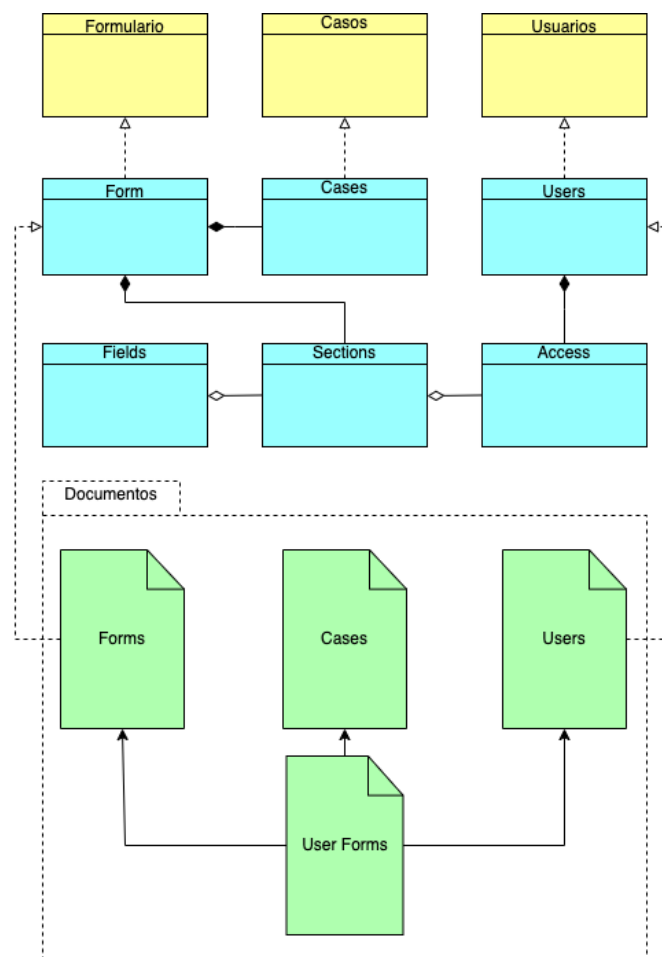 Formulario
Casos
Usuarios
Form
Cases
Users
Fields
Sections
Access
Documentos
Forms
Cases
Users
User Forms